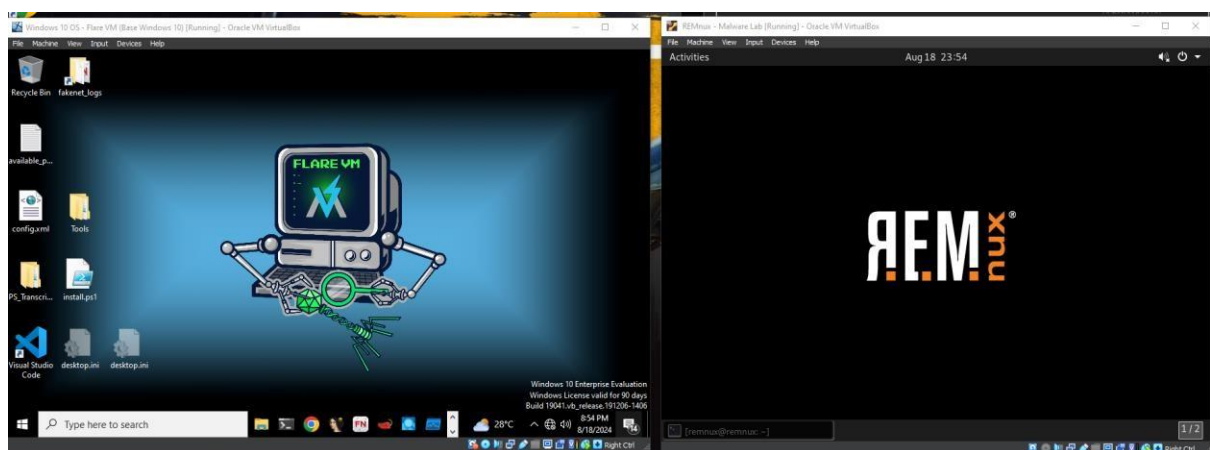 Windows 10 OS - Flare VM (Base Windows 10) [Running] - Oracle VM VirtualBox
File Machine View Input Devices Help
Recycle Bin
fakenet_logs
available_p...
config.xml
Tools
PS_Transcri...
install.ps1
Visual Studio
Code
desktop.ini
desktop.ini
FLARE VM
Windows 10 Enterprise Evaluation
Windows License valid for 90 days
Build 19041.vb_release.191206-1406
Type here to search
FN
28°C
8:54 PM
8/18/2024
Right Ctrl
REMnux - Malware Lab [Running] - Oracle VM VirtualBox
File Machine View Input Devices Help
Activities
Aug 18 23:54
REMnux®
[remnux@remnux: ~]
1/2
Right Ctrl